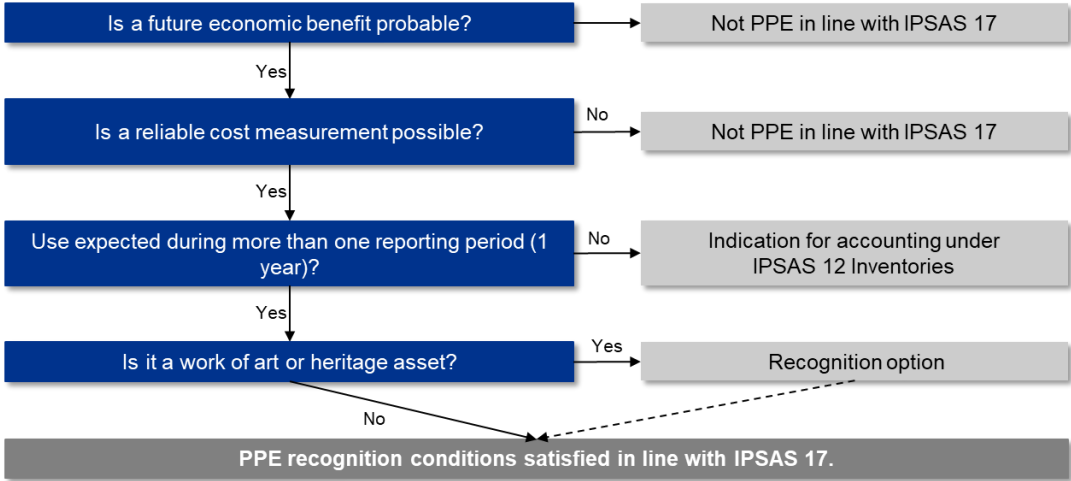 Is a future economic benefit probable?
Not PPE in line with IPSAS 17
Yes
Is a reliable cost measurement possible?
No
Not PPE in line with IPSAS 17
Yes
Use expected during more than one reporting period (1
year)?
No
Indication for accounting under
IPSAS 12 Inventories
Yes
Is it a work of art or heritage asset?
Yes
Recognition option
No
PPE recognition conditions satisfied in line with IPSAS 17.